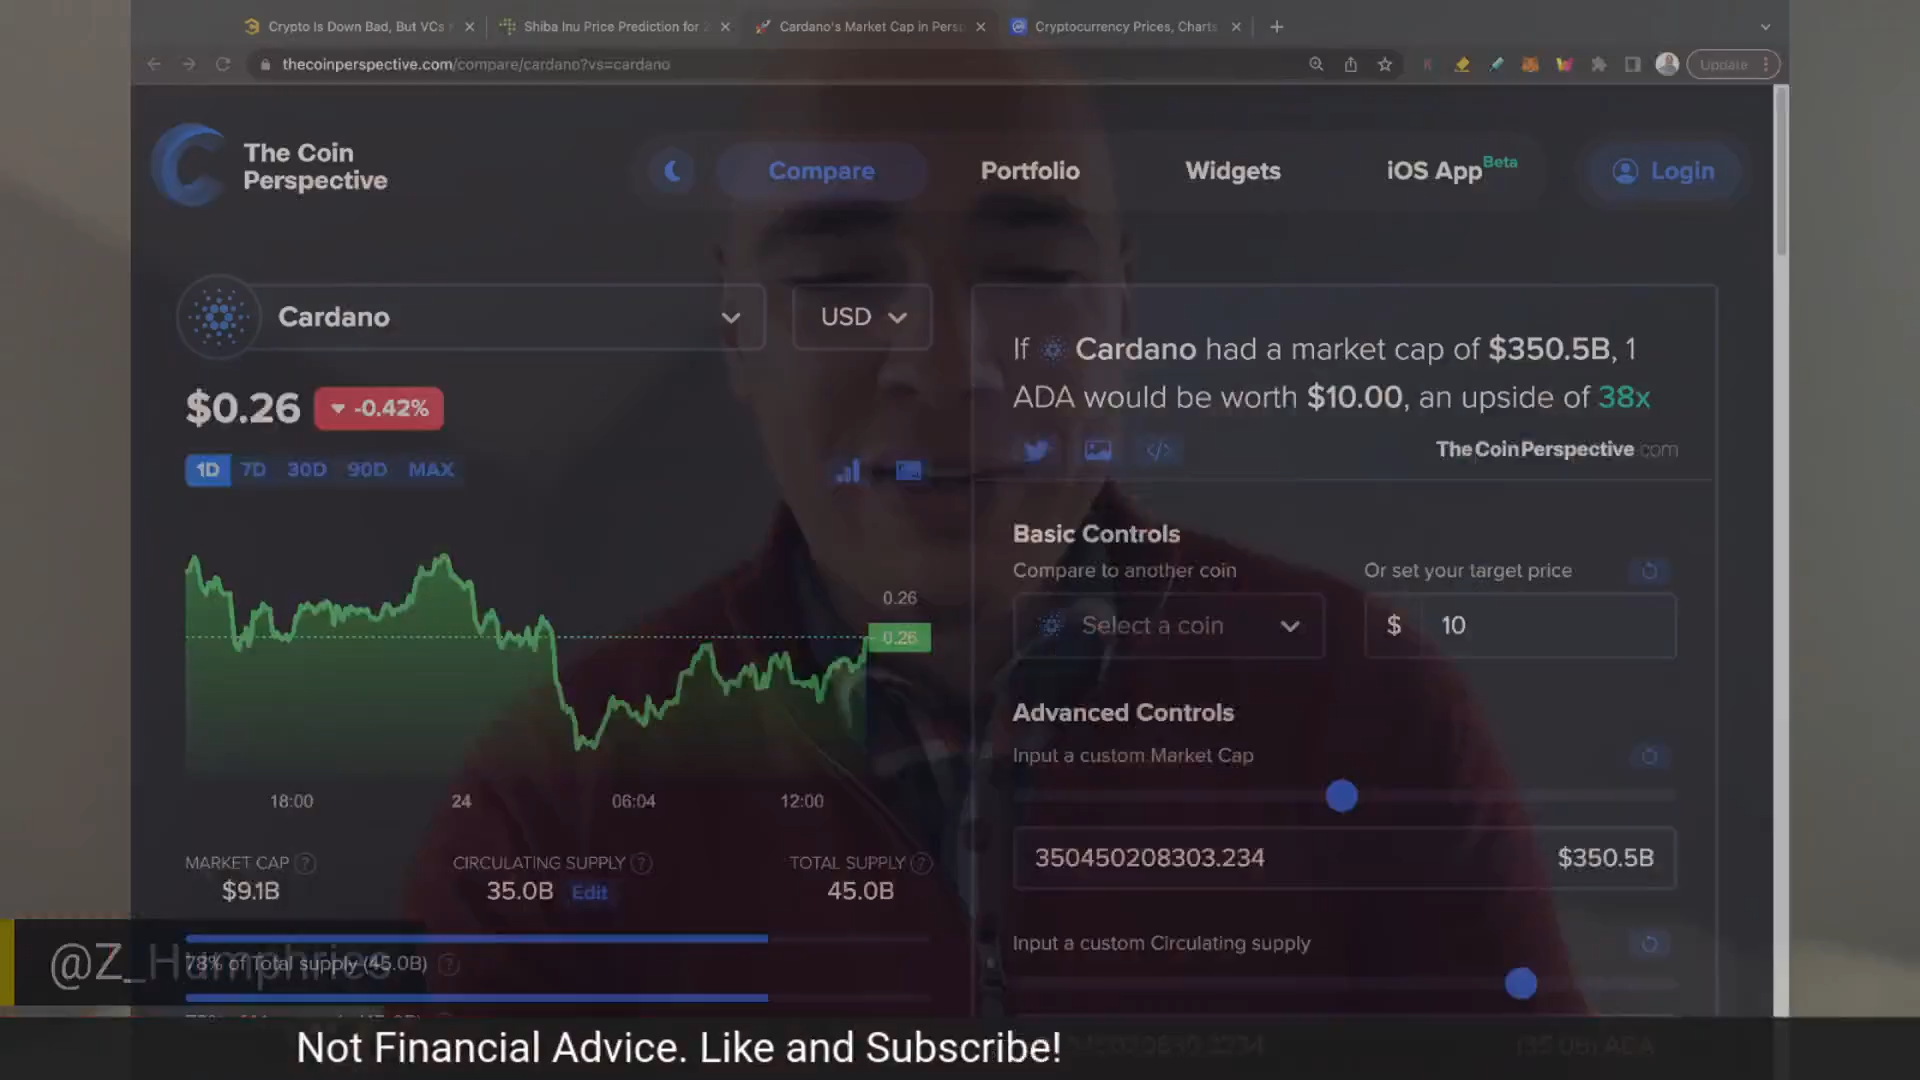 Crypto Is Down Bad, But VCs
Shiba Inu Price Prediction for 2
Cardano's Market Cap in Persp
Cryptocurrency Prices, Charts
thecoinperspective.com/compare/cardano?vs=cardano
Update
The Coin
Perspective
Compare
Portfolio
Widgets
iOS App Beta
Login
Cardano
USD
If Cardano had a market cap of $350.5B, 1
ADA would be worth $10.00, an upside of 38x
TheCoinPerspective.com
$0.26
-0.42%
1D 7D 30D 90D MAX
Basic Controls
Compare to another coin
Or set your target price
Select a coin
$ 10
0.26
0.26
Advanced Controls
Input a custom Market Cap
18:00 24 06:04 12:00
350450208303.234 $350.5B
MARKET CAP ?
$9.1B
CIRCULATING SUPPLY ?
35.0B Edit
TOTAL SUPPLY ?
45.0B
Input a custom Circulating supply
@Z_Humphries
78% of Total supply (45.0B) ?
Not Financial Advice. Like and Subscribe!
(35.0B) ADA